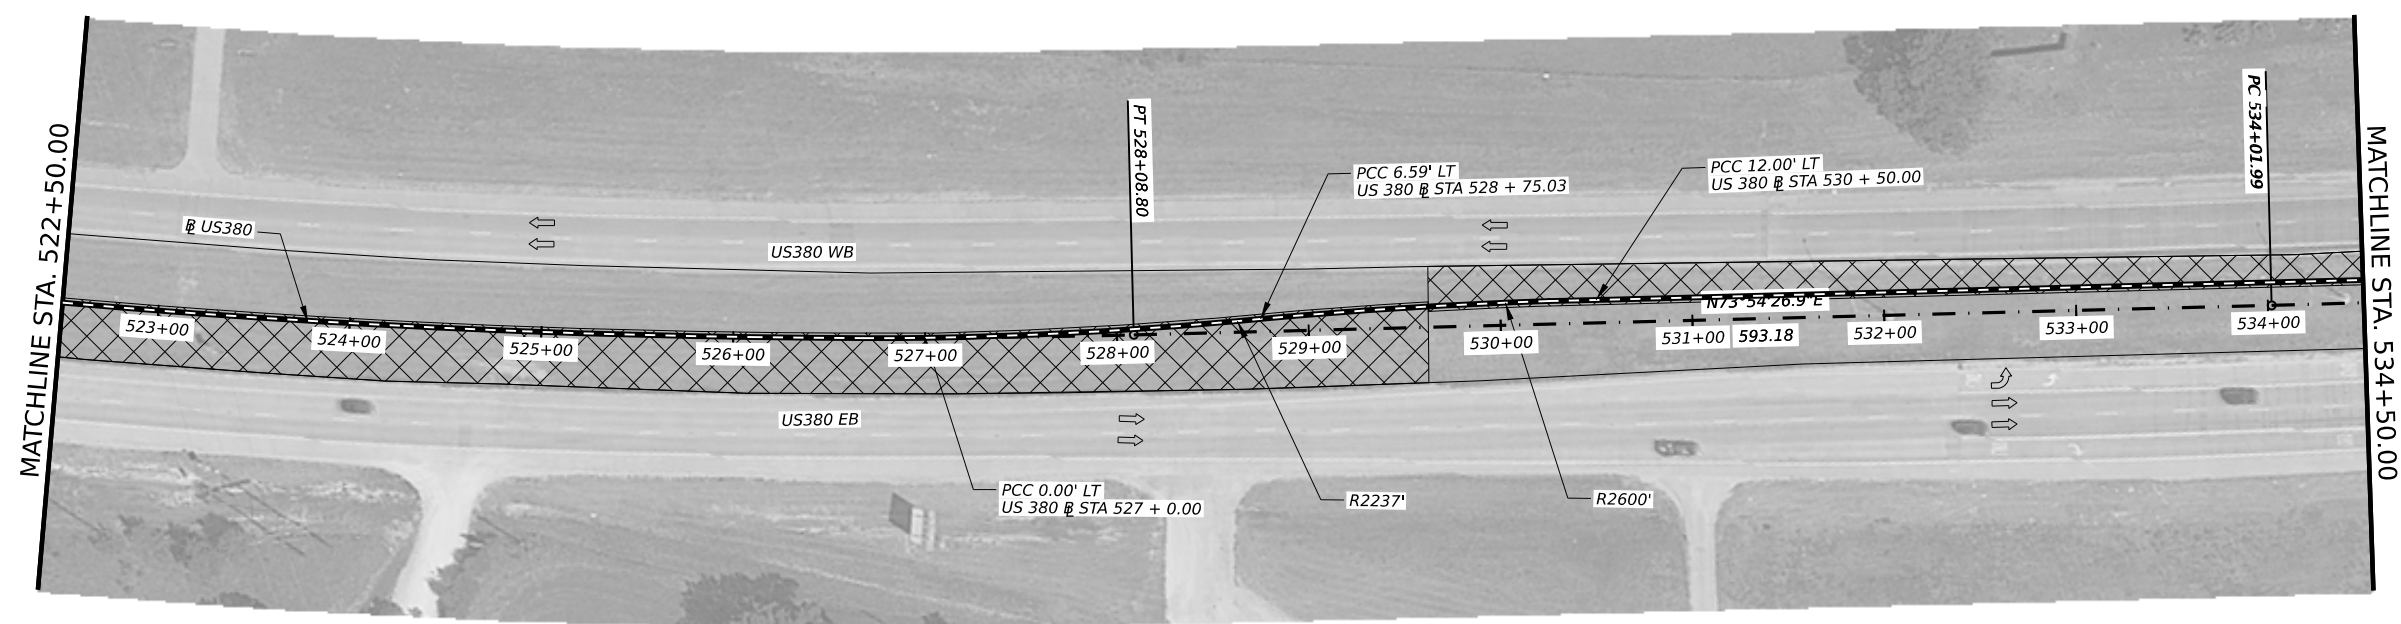 MATCHLINE STA. 522+50.00
PT 528+08.80
PC 534+01.99
MATCHLINE STA. 534+50.00
PCC 6.59' LT
US 380 BL STA 528 + 75.03
PCC 12.00' LT
US 380 BL STA 530 + 50.00
BL US380
US380 WB
N73°54'26.9"E
593.18
523+00
524+00
525+00
526+00
527+00
528+00
529+00
530+00
531+00
532+00
533+00
534+00
US380 EB
PCC 0.00' LT
US 380 BL STA 527 + 0.00
R2237'
R2600'